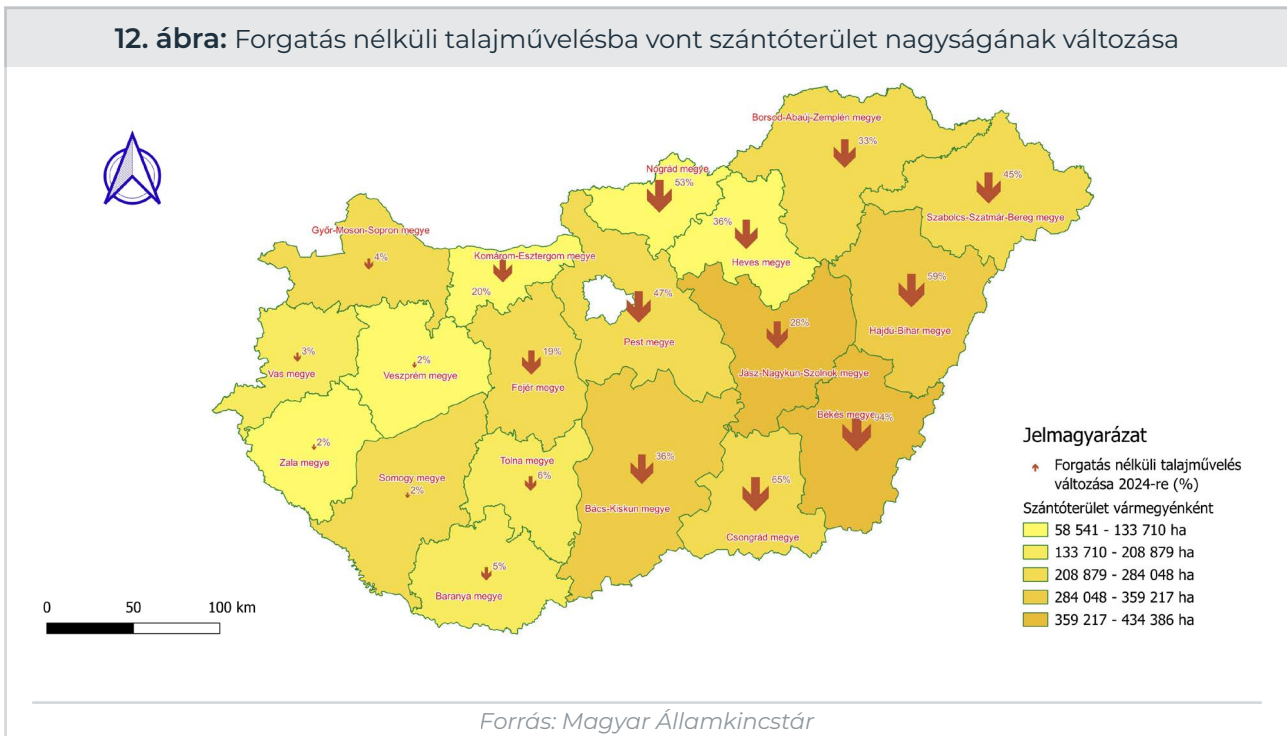 12. ábra: Forgatás nélküli talajművelésba vont szántóterület nagyságának változása
Borsod-Abaúj-Zemplén megye
33%
Nógrád megye
53%
45%
Szabolcs-Szatmár-Bereg megye
36%
Heves megye
Győr-Moson-Sopron megye
4%
Komárom-Esztergom megye
20%
47%
Pest megye
59%
Hajdú-Bihar megye
28%
Jász-Nagykun-Szolnok megye
3%
Vas megye
2%
Veszprém megye
19%
Fejér megye
Békés megye
94%
2%
Zala megye
Somogy megye
2%
Tolna megye
6%
36%
Bács-Kiskun megye
65%
Csongrád megye
5%
Baranya megye
0 50 100 km
Jelmagyarázat
Forgatás nélküli talajművelés
változása 2024-re (%)
Szántóterület vármegyénként
58 541 - 133 710 ha
133 710 - 208 879 ha
208 879 - 284 048 ha
284 048 - 359 217 ha
359 217 - 434 386 ha
Forrás: Magyar Államkincstár